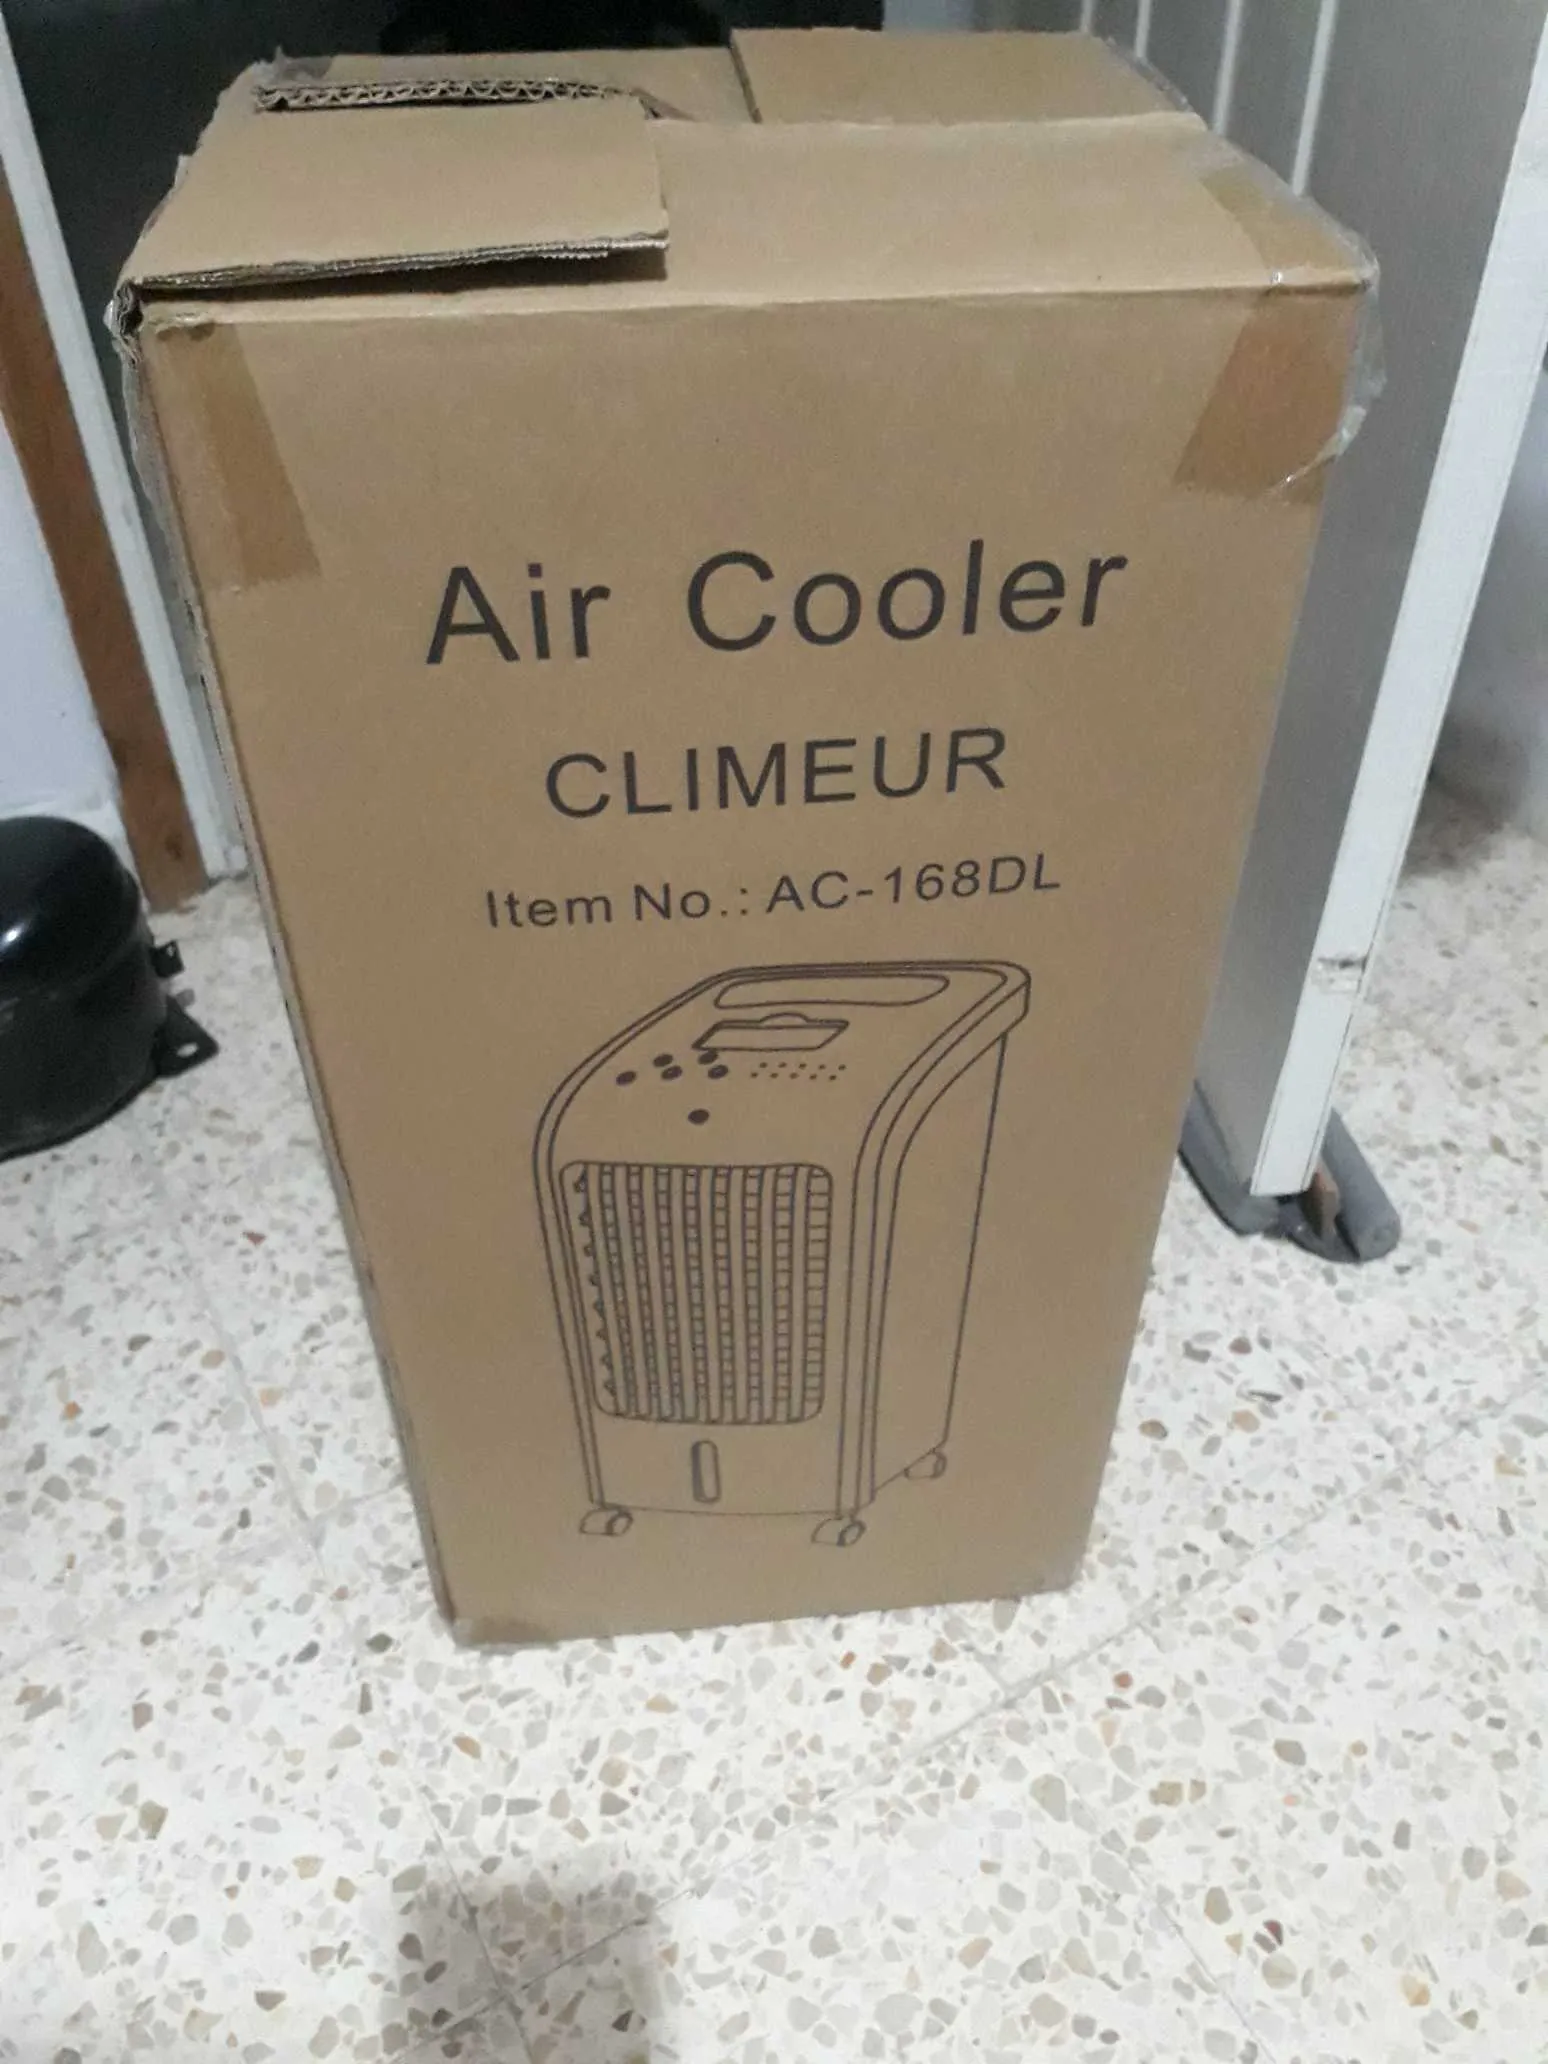 Air Cooler
CLIMEUR
Item No.: AC-168DL